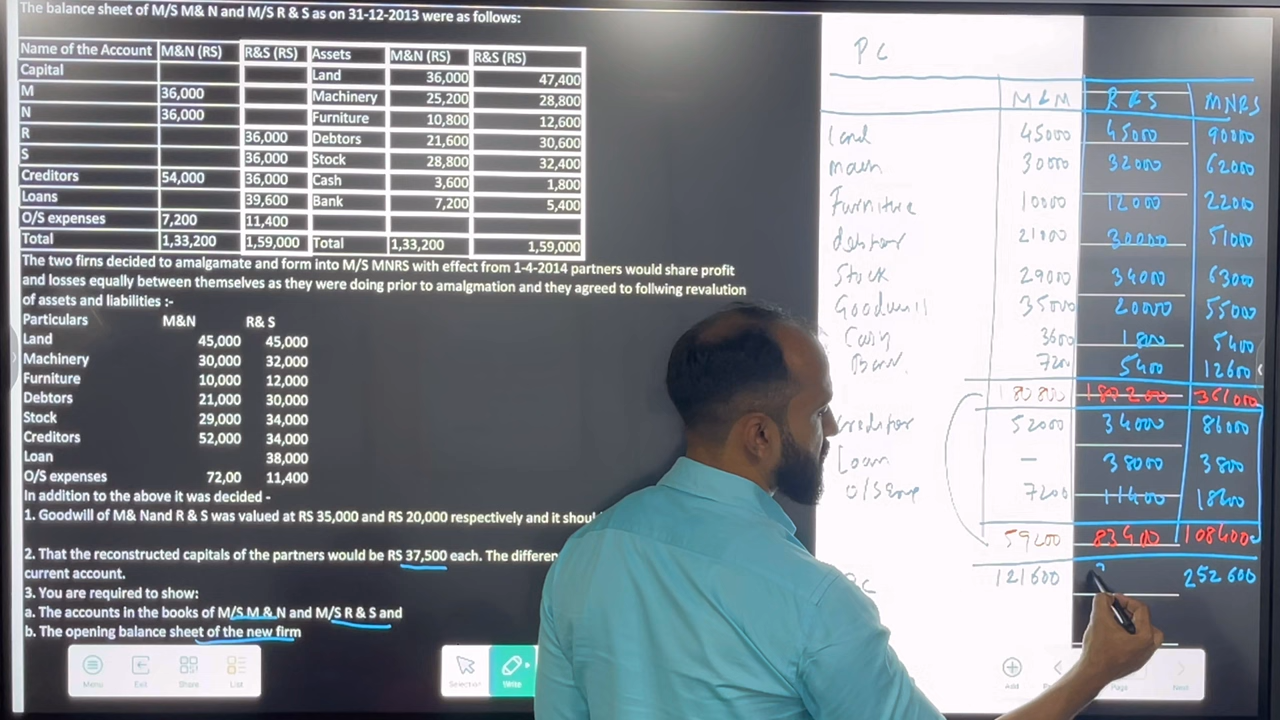 The balance sheet of M/S M& N and M/S R & S as on 31-12-2013 were as follows:
Name of the Account M&N (RS) R&S (RS) Assets M&N (RS) R&S (RS)
Capital Land 36,000 47,400
M 36,000 Machinery 25,200 28,800
N 36,000 Furniture 10,800 12,600
R 36,000 Debtors 21,600 30,600
S 36,000 Stock 28,800 32,400
Creditors 54,000 36,000 Cash 3,600 1,800
Loans 39,600 Bank 7,200 5,400
O/S expenses 7,200 11,400
Total 1,33,200 1,59,000 Total 1,33,200 1,59,000
The two firns decided to amalgamate and form into M/S MNRS with effect from 1-4-2014 partners would share profit
and losses equally between themselves as they were doing prior to amalgmation and they agreed to follwing revalution
of assets and liabilities :-
Particulars M&N R& S
Land 45,000 45,000
Machinery 30,000 32,000
Furniture 10,000 12,000
Debtors 21,000 30,000
Stock 29,000 34,000
Creditors 52,000 34,000
Loan 38,000
O/S expenses 72,00 11,400
In addition to the above it was decided -
1. Goodwill of M& Nand R & S was valued at RS 35,000 and RS 20,000 respectively and it
2. That the reconstructed capitals of the partners would be RS 37,500 each. The
current account.
3. You are required to show:
a. The accounts in the books of M/S M & N and M/S R & S and
b. The opening balance sheet of the new firm
Menu Exit Share List
Selection Write
Add Page Next
PC
M&M R&S MNRS
land 45000 45000 90000
30000 32000 62000
Furniture 10000 12000 22000
21000 30000 51000
Stock 29000 34000 63000
Goodwill 35000 20000 55000
3600 1800 5400
7200 5400 12600
180800 361000
creditor 52000 34000 86000
Loan — 38000 3800
O/S exp 7200 11400 18600
59200 83400 108400
121600 252600